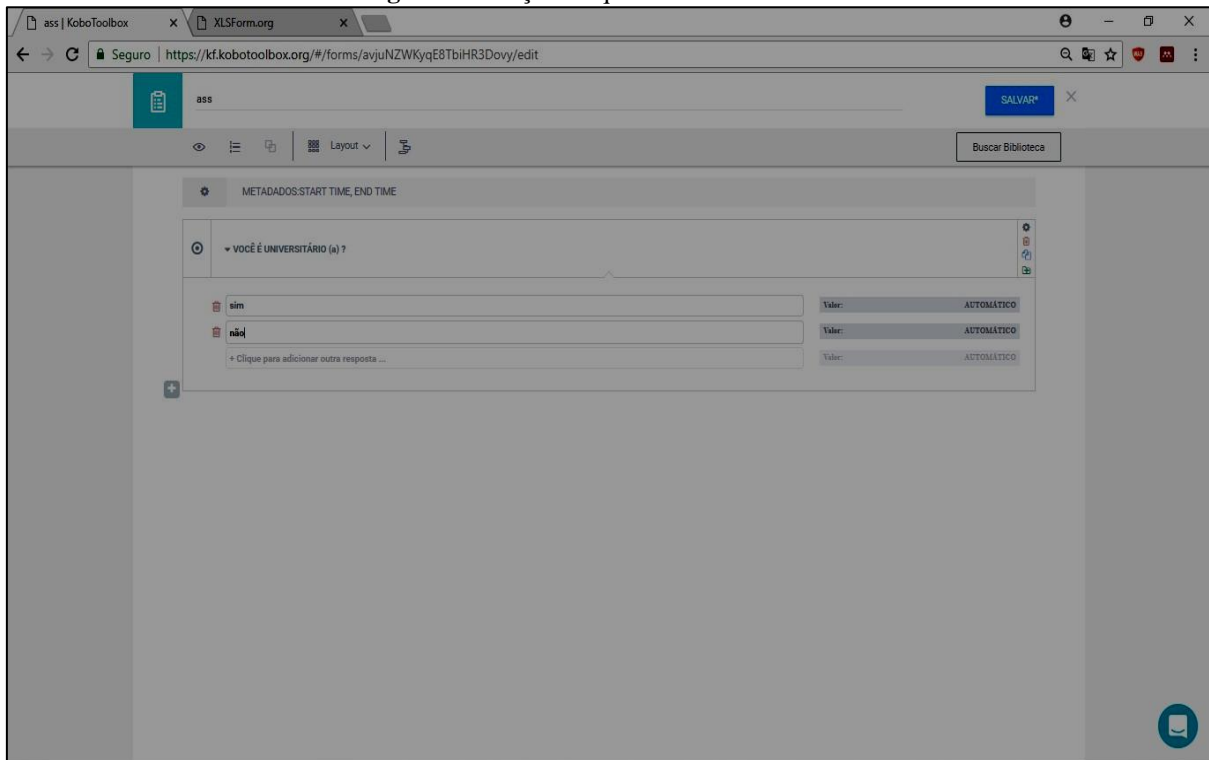 ass | KoboToolbox
XLSForm.org
Seguro | https://kf.kobotoolbox.org/#/forms/avjuNZWKyqE8TbiHR3Dovy/edit
ass
SALVAR*
Layout
Buscar Biblioteca
METADADOS:START TIME, END TIME
VOCÊ É UNIVERSITÁRIO (a) ?
sim Valor: AUTOMÁTICO
não Valor: AUTOMÁTICO
+ Clique para adicionar outra resposta ... Valor: AUTOMÁTICO